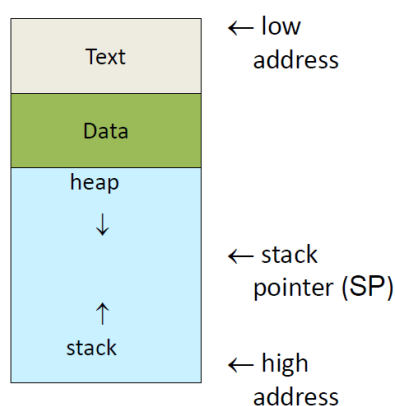 ← low
address
Text
Data
heap
↓
← stack
pointer (SP)
↑
stack
← high
address